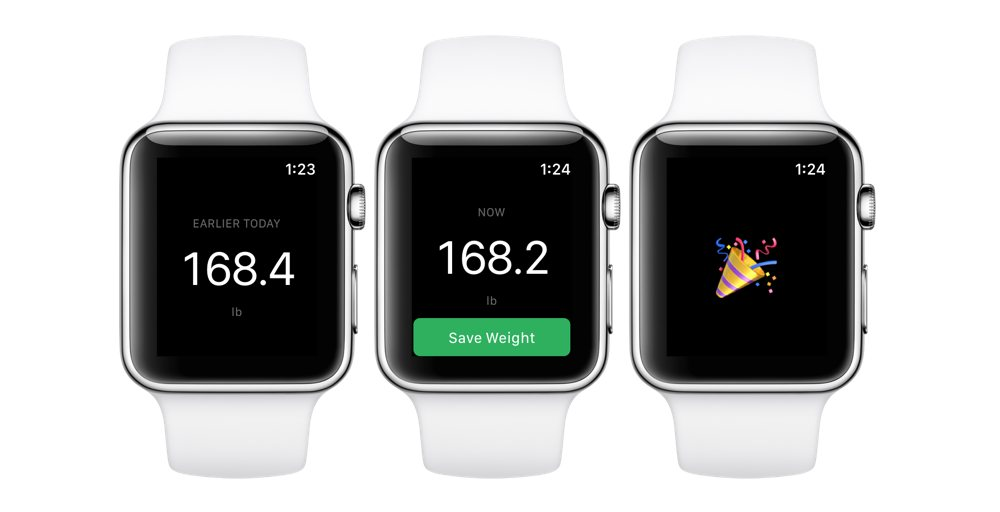 1:23
EARLIER TODAY
168.4
lb
1:24
NOW
168.2
lb
Save Weight
1:24